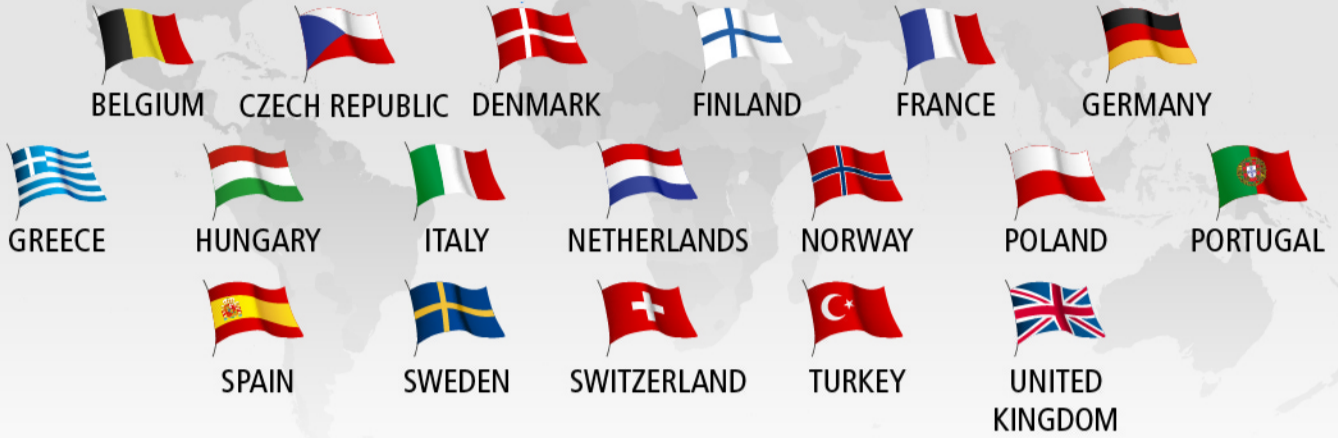 BELGIUM CZECH REPUBLIC DENMARK FINLAND FRANCE GERMANY
GREECE HUNGARY ITALY NETHERLANDS NORWAY POLAND PORTUGAL
SPAIN SWEDEN SWITZERLAND TURKEY UNITED
KINGDOM